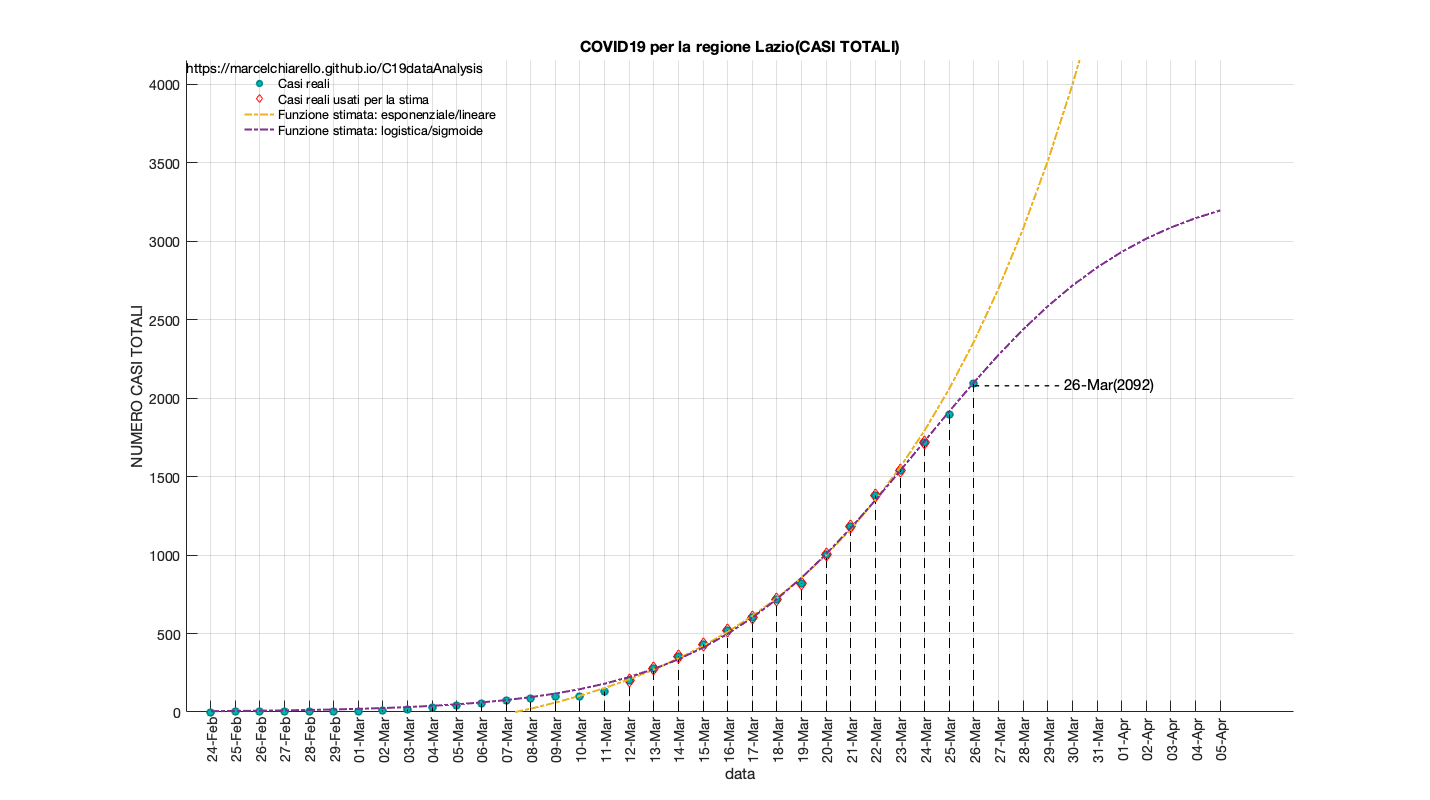 COVID19 per la regione Lazio(CASI TOTALI)
https://marcelchiarello.github.io/C19dataAnalysis
Casi reali
Casi reali usati per la stima
Funzione stimata: esponenziale/lineare
Funzione stimata: logistica/sigmoide
NUMERO CASI TOTALI
4000
3500
3000
2500
2000
1500
1000
500
0
26-Mar(2092)
24-Feb
25-Feb
26-Feb
27-Feb
28-Feb
29-Feb
01-Mar
02-Mar
03-Mar
04-Mar
05-Mar
06-Mar
07-Mar
08-Mar
09-Mar
10-Mar
11-Mar
12-Mar
13-Mar
14-Mar
15-Mar
16-Mar
17-Mar
18-Mar
19-Mar
20-Mar
21-Mar
22-Mar
23-Mar
24-Mar
25-Mar
26-Mar
27-Mar
28-Mar
29-Mar
30-Mar
31-Mar
01-Apr
02-Apr
03-Apr
04-Apr
05-Apr
data